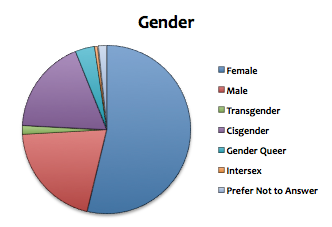 Gender
Female
Male
Transgender
Cisgender
Gender Queer
Intersex
Prefer Not to Answer